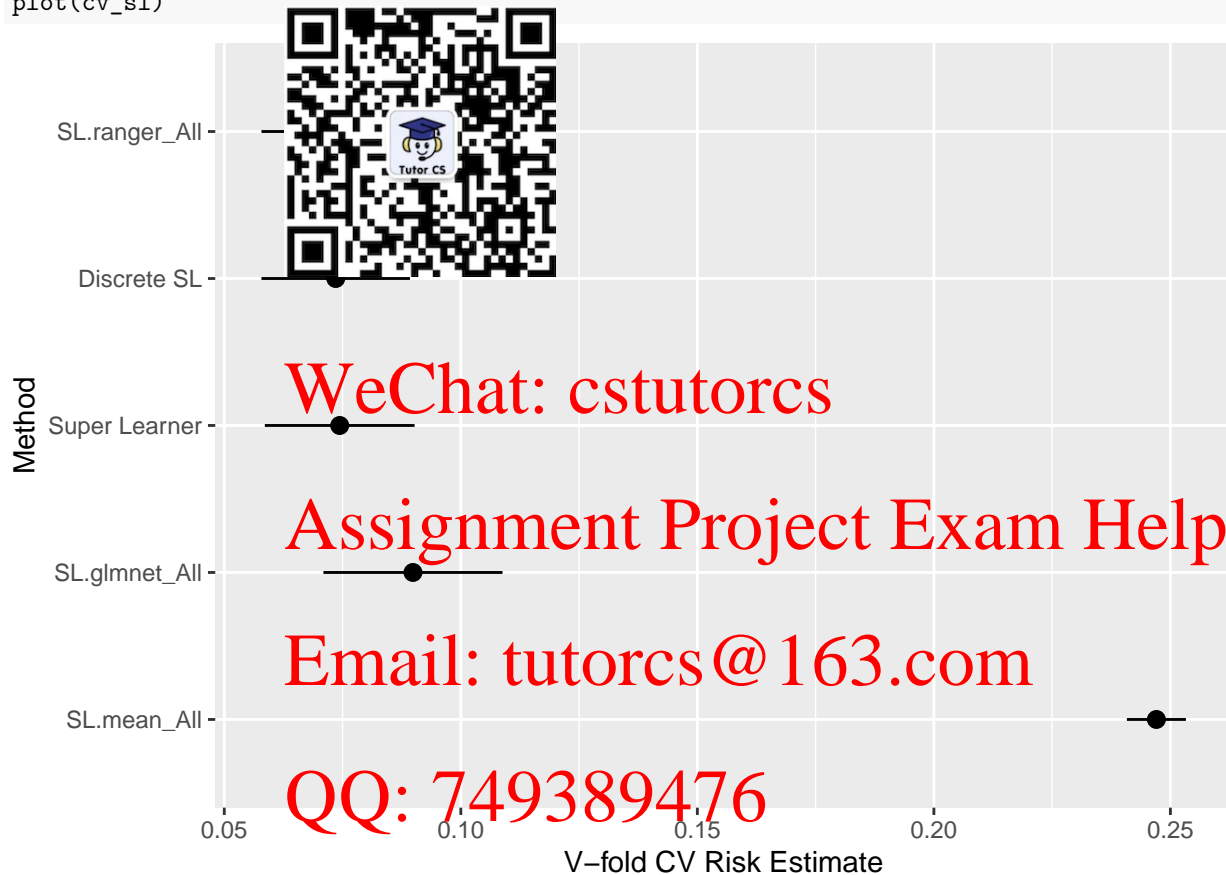 plot(cv_sl)
SL.ranger_All
Tutor CS
Discrete SL
WeChat: cstutorcs
Super Learner
Method
Assignment Project Exam Help
SL.glmnet_All
Email: tutorcs@163.com
SL.mean_All
QQ: 749389476
0.05 0.10 0.15 0.20 0.25
V−fold CV Risk Estimate